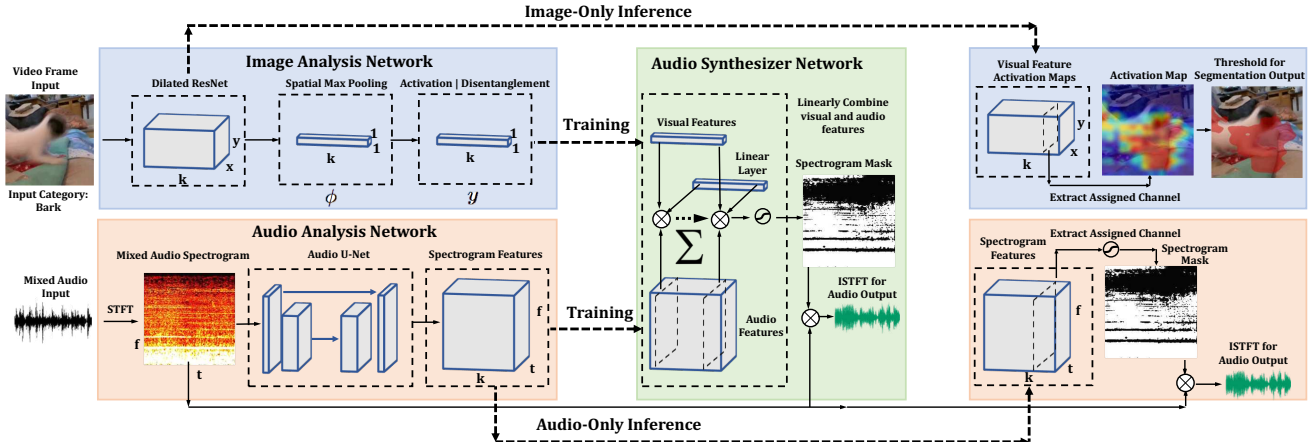 Image-Only Inference
Image Analysis Network
Video Frame
Input
Input Category:
Bark
Dilated ResNet
y
x
k
Spatial Max Pooling
1
1
k
ϕ
Activation | Disentanglement
1
1
k
y
Training
Audio Analysis Network
Mixed Audio
Input
STFT
Mixed Audio Spectrogram
f
t
Audio U-Net
Spectrogram Features
f
t
k
Training
Audio Synthesizer Network
Visual Features
Linear
Layer
∑
Audio Features
Linearly Combine
visual and audio
features
Spectrogram Mask
ISTFT for
Audio Output
Visual Feature
Activation Maps
y
x
k
Activation Map
Threshold for
Segmentation Output
Extract Assigned Channel
Spectrogram
Features
f
t
k
Extract Assigned Channel
Spectrogram
Mask
ISTFT for
Audio Output
Audio-Only Inference